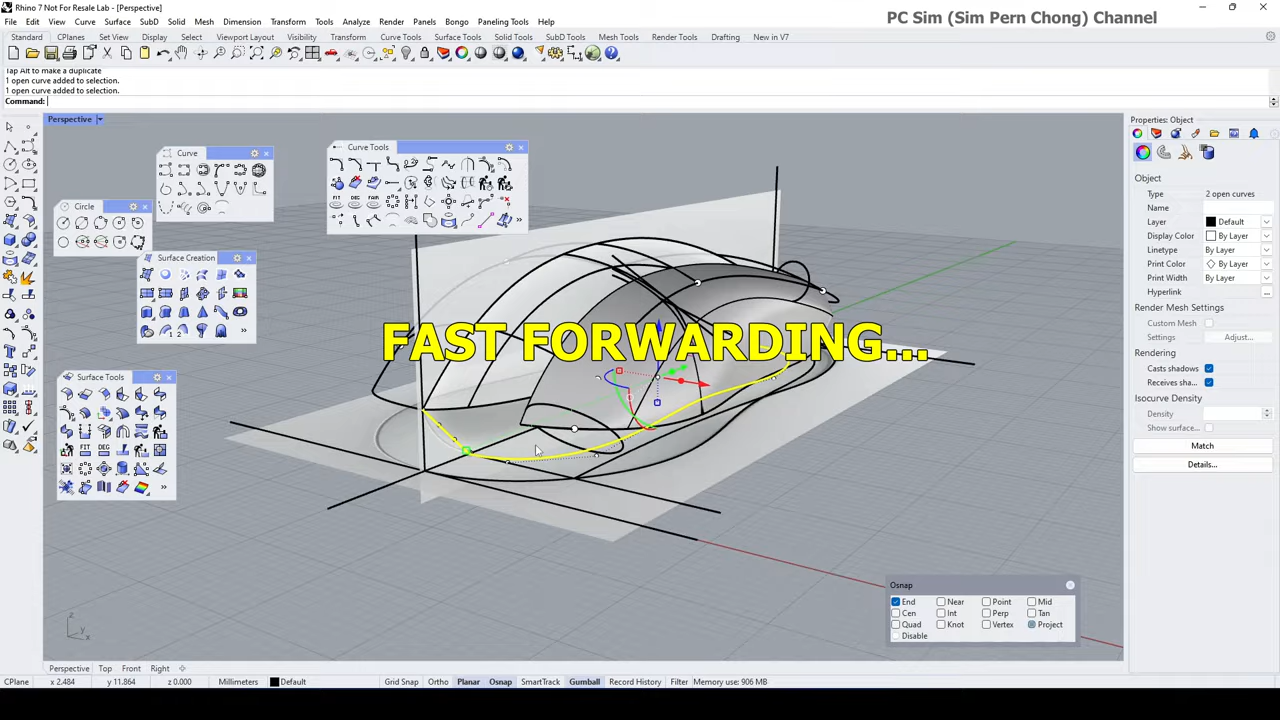 Rhino 7 Not For Resale Lab - [Perspective]
PC Sim (Sim Pern Chong) Channel
File Edit View Curve Surface SubD Solid Mesh Dimension Transform Tools Analyze Render Panels Bongo Paneling Tools Window Help
Standard CPlanes Set View Display Select Viewport Layout Visibility Transform Curve Tools Surface Tools Solid Tools SubD Tools Mesh Tools Render Tools Drafting New in V7
Tap Alt to make a duplicate
1 open curve added to selection.
1 open curve added to selection.
Command:
Perspective
Curve
Curve Tools
FIT DEG FAIR
Circle
Surface Creation
Surface Tools
FIT DEG
FAST FORWARDING...
Properties: Object
Object
Type 2 open curves
Name
Layer Default
Display Color By Layer
Linetype By Layer
Print Color By Layer
Print Width By Layer
Hyperlink ...
Render Mesh Settings
Custom Mesh
Settings Adjust...
Rendering
Casts shadows
Receives sha...
Isocurve Density
Density
Show surface...
Match
Details...
Osnap
End Near Point Mid
Cen Int Perp Tan
Quad Knot Vertex Project
Disable
z
x
y
Perspective Top Front Right
CPlane x 2.484 y 11.864 z 0.000 Millimeters Default Grid Snap Ortho Planar Osnap SmartTrack Gumball Record History Filter Memory use: 906 MB